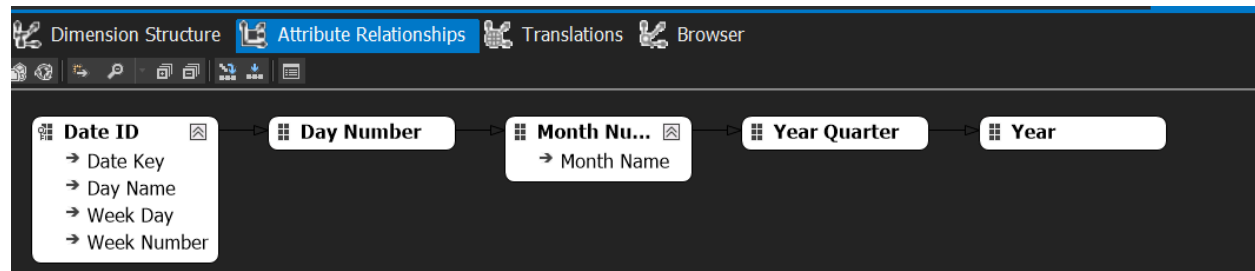 Dimension Structure Attribute Relationships Translations Browser
Date ID Day Number Month Nu... Year Quarter Year
Date Key Month Name
Day Name
Week Day
Week Number